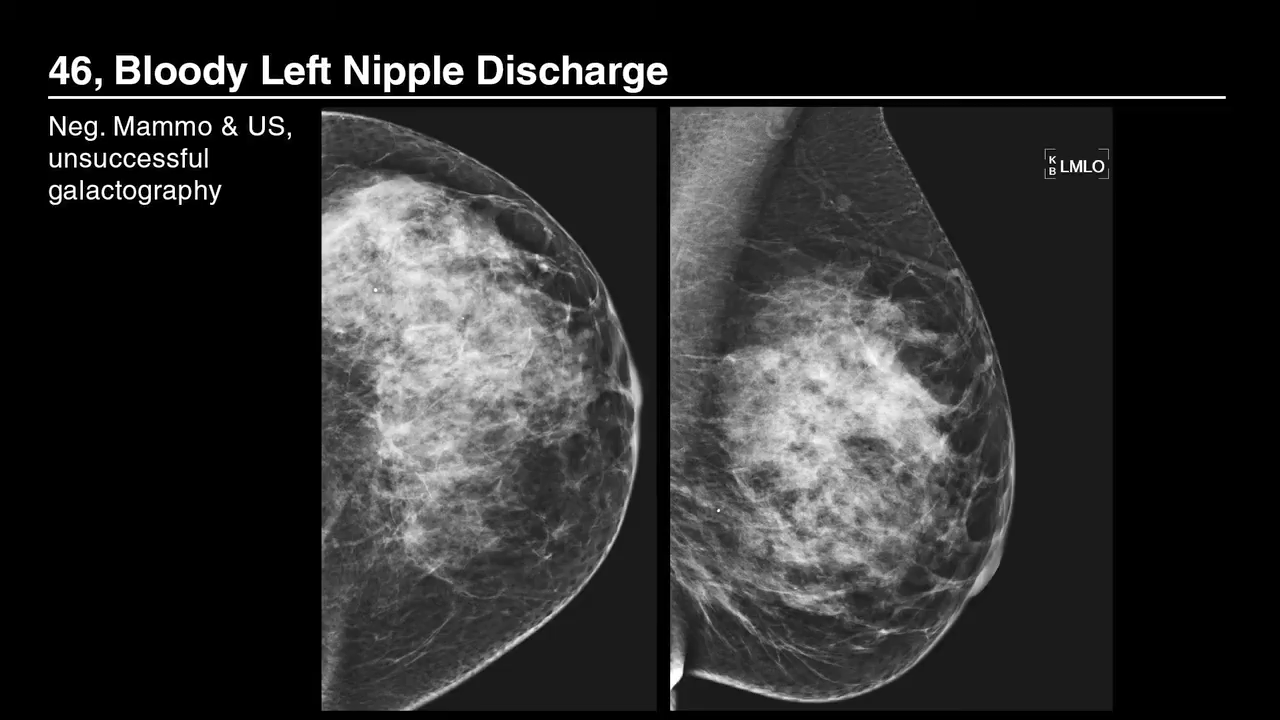 46, Bloody Left Nipple Discharge
Neg. Mammo & US,
unsuccessful
galactography
K
B
LMLO